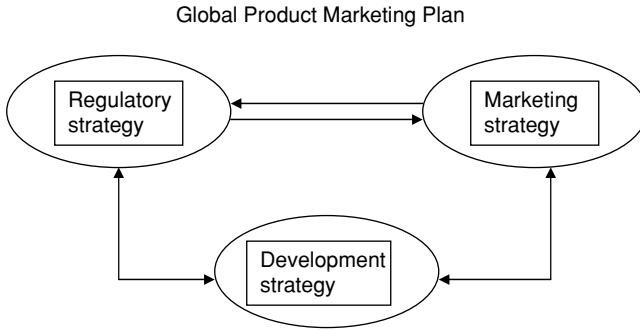 Global Product Marketing Plan
Regulatory
strategy
Marketing
strategy
Development
strategy